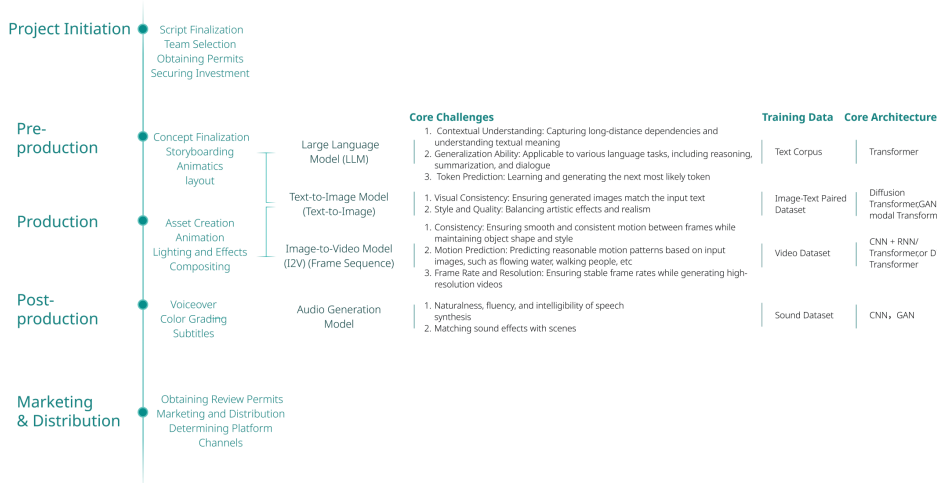 Project Initiation
Script Finalization
Team Selection
Obtaining Permits
Securing Investment
Pre-
production
Concept Finalization
Storyboarding
Animatics
layout
Production
Asset Creation
Animation
Lighting and Effects
Compositing
Post-
production
Voiceover
Color Grading
Subtitles
Marketing
& Distribution
Obtaining Review Permits
Marketing and Distribution
Determining Platform
Channels
Core Challenges
Training Data
Core Architecture
Large Language
Model (LLM)
1. Contextual Understanding: Capturing long-distance dependencies and
understanding textual meaning
2. Generalization Ability: Applicable to various language tasks, including reasoning,
summarization, and dialogue
3. Token Prediction: Learning and generating the next most likely token
Text Corpus
Transformer
Text-to-Image Model
(Text-to-Image)
1. Visual Consistency: Ensuring generated images match the input text
2. Style and Quality: Balancing artistic effects and realism
Image-Text Paired
Dataset
Diffusion
Transformer,GAN
modal Transform
Image-to-Video Model
(I2V) (Frame Sequence)
1. Consistency: Ensuring smooth and consistent motion between frames while
maintaining object shape and style
2. Motion Prediction: Predicting reasonable motion patterns based on input
images, such as flowing water, walking people, etc
3. Frame Rate and Resolution: Ensuring stable frame rates while generating high-
resolution videos
Video Dataset
CNN + RNN/
Transformer,or D
Transformer
Audio Generation
Model
1. Naturalness, fluency, and intelligibility of speech
synthesis
2. Matching sound effects with scenes
Sound Dataset
CNN，GAN